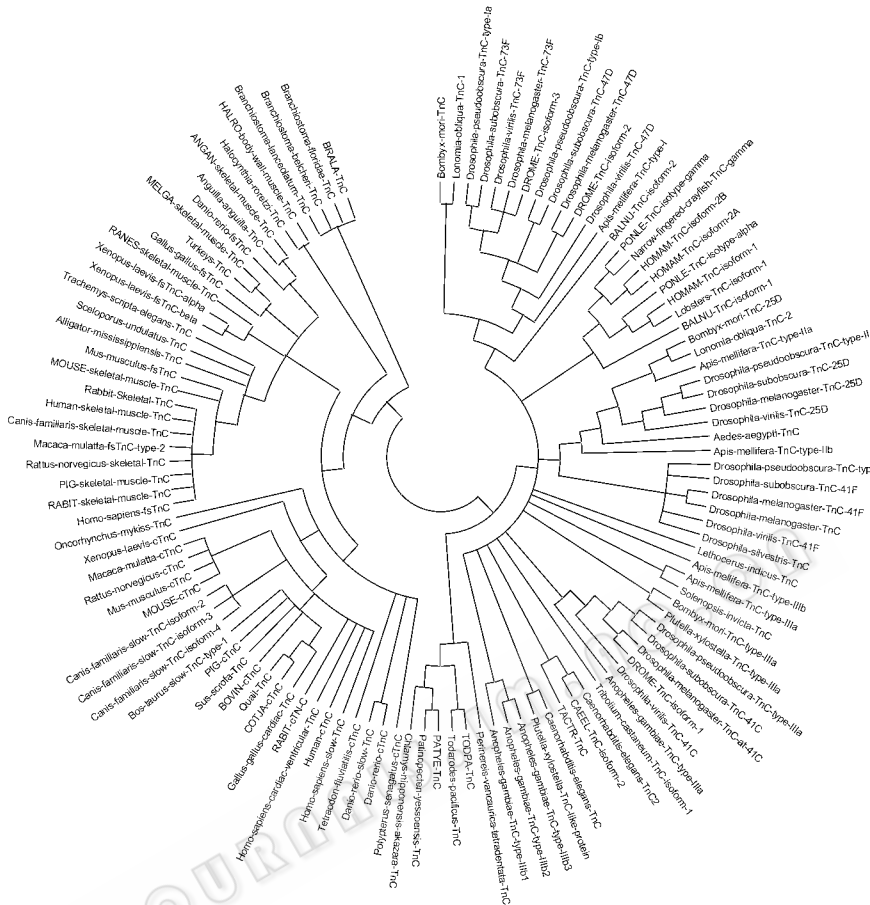 Bombyx-mori-TnC
Lonomia-obliqua-TnC-1
Drosophila-pseudoobscura-TnC-type-Ia
Drosophila-subobscura-TnC-73F
Drosophila-virilis-TnC-73F
Drosophila-melanogaster-TnC-73F
DROME-TnC-isoform-3
Drosophila-pseudoobscura-TnC-type-Ib
Drosophila-subobscura-TnC-47D
Drosophila-melanogaster-TnC-47D
DROME-TnC-isoform-2
Drosophila-virilis-TnC-47D
Apis-mellifera-TnC-type-I
BALNU-TnC-isoform-2
PONLE-TnC-isotype-gamma
Narrow-fingered-crayfish-TnC-gamma
HOMAM-TnC-isoform-2B
HOMAM-TnC-isoform-2A
PONLE-TnC-isotype-alpha
HOMAM-TnC-isoform-1
Lobsters-TnC-isoform-1
BALNU-TnC-isoform-1
Bombyx-mori-TnC-25D
Lonomia-obliqua-TnC-2
Apis-mellifera-TnC-type-IIa
Drosophila-pseudoobscura-TnC-type-II
Drosophila-subobscura-TnC-25D
Drosophila-melanogaster-TnC-25D
Drosophila-virilis-TnC-25D
Aedes-aegypti-TnC
Apis-mellifera-TnC-type-IIb
Drosophila-pseudoobscura-TnC-typ
Drosophila-subobscura-TnC-41F
Drosophila-melanogaster-TnC-41F
Drosophila-melanogaster-TnC
Drosophila-virilis-TnC-41F
Drosophila-silvestris-TnC
Lethocerus-indicus-TnC
Apis-mellifera-TnC-type-IIIb
Apis-mellifera-TnC-type-IIIa
Solenopsis-invicta-TnC
Bombyx-mori-TnC-type-IIIa
Plutella-xylostella-TnC-type-IIIa
Drosophila-pseudoobscura-TnC-type-IIIa
Drosophila-subobscura-TnC-41C
Drosophila-melanogaster-TnC-at-41C
DROME-TnC-isoform-1
Drosophila-virilis-TnC-41C
Anopheles-gambiae-TnC-type-IIIa
Tribolium-castaneum-TnC-isoform-1
Caenorhabditis-elegans-TnC2
CAEEL-TnC-isoform-2
TACTR-TnC
Caenorhabditis-elegans-TnC
Plutella-xylostella-TnC-like-protein
Anopheles-gambiae-TnC-type-IIIb3
Anopheles-gambiae-TnC-type-IIIb2
Anopheles-gambiae-TnC-type-IIIb1
Perinereis-vancaurica-tetradentata-TnC
TODPA-TnC
Todarodes-pacificus-TnC
PATYE-TnC
Patinopecten-yessoensis-TnC
Chlamys-nipponensis-akazara-TnC
Polypterus-senegalus-cTnC
Danio-rerio-cTnC
Danio-rerio-slow-TnC
Tetraodon-fluviatilis-cTnC
Homo-sapiens-slow-TnC
Homo-sapiens-cardiac-ventricular-TnC
Human-cTnC
RABIT-cTN-C
Gallus-gallus-cardiac-TnC
COTJA-cTnC
Quail-TnC
BOVIN-cTnC
Sus-scrofa-TnC
PIG-cTnC
Bos-taurus-slow-TnC-type-1
Canis-familiaris-slow-TnC-isoform-4
Canis-familiaris-slow-TnC-isoform-3
Canis-familiaris-slow-TnC-isoform-2
MOUSE-cTnC
Mus-musculus-cTnC
Rattus-norvegicus-cTnC
Macaca-mulatta-cTnC
Xenopus-laevis-cTnC
Oncorhynchus-mykiss-TnC
Homo-sapiens-fsTnC
RABIT-skeletal-muscle-TnC
PIG-skeletal-muscle-TnC
Rattus-norvegicus-skeletal-TnC
Macaca-mulatta-fsTnC-type-2
Canis-familiaris-skeletal-muscle-TnC
Human-skeletal-muscle-TnC
Rabbit-Skeletal-TnC
MOUSE-skeletal-muscle-TnC
Mus-musculus-fsTnC
Alligator-mississippiensis-TnC
Sceloporus-undulatus-TnC
Trachemys-scripta-elegans-TnC
Xenopus-laevis-fsTnC-beta
Xenopus-laevis-fsTnC-alpha
RANES-skeletal-muscle-TnC
Turkeys-TnC
Gallus-gallus-fsTnC
MELGA-skeletal-muscle-TnC
Danio-rerio-fsTnC
Anguilla-anguilla-TnC
ANGAN-skeletal-muscle-TnC
Halocynthia-roretzi-TnC
HALRO-body-wall-muscle-TnC
Branchiostoma-lanceolatum-TnC
Branchiostoma-belcheri-TnC
Branchiostoma-floridae-TnC
BRALA-TnC